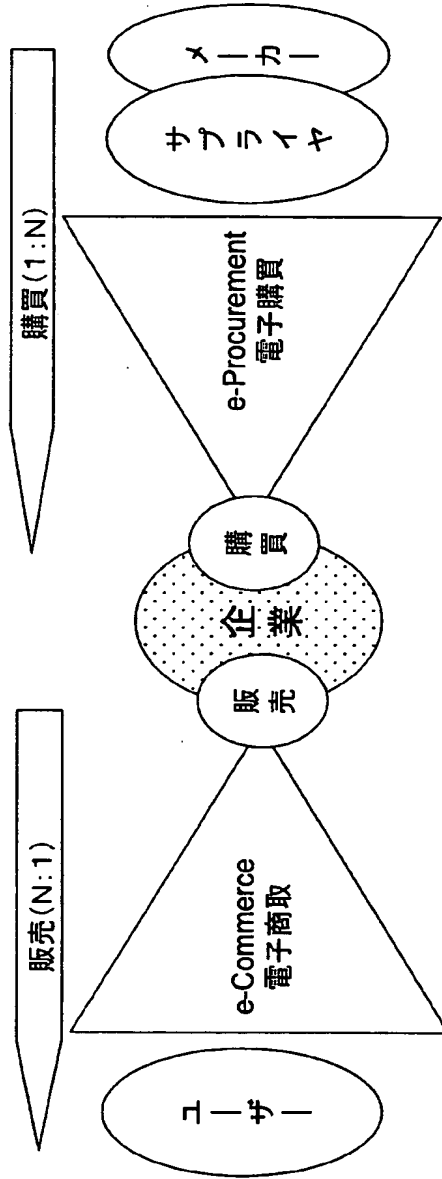 販売(N:1)
購買(1:N)
ユーザー
e-Commerce
電子商取
販売
企業
購買
e-Procurement
電子購買
サプライヤ
メーカー